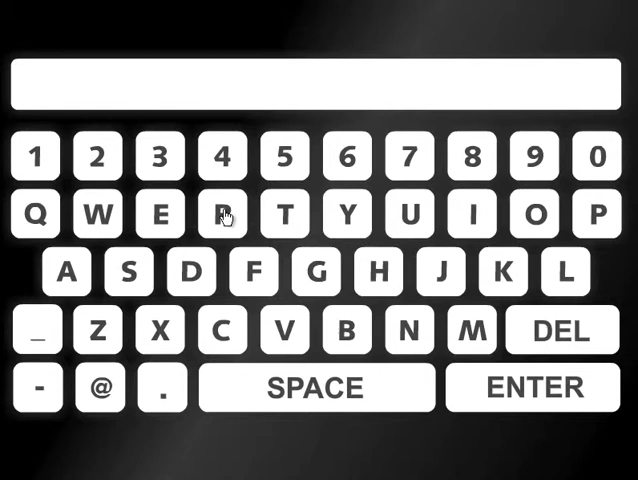 1 2 3 4 5 6 7 8 9 0
Q W E R T Y U I O P
A S D F G H J K L
_ Z X C V B N M DEL
- @ . SPACE ENTER